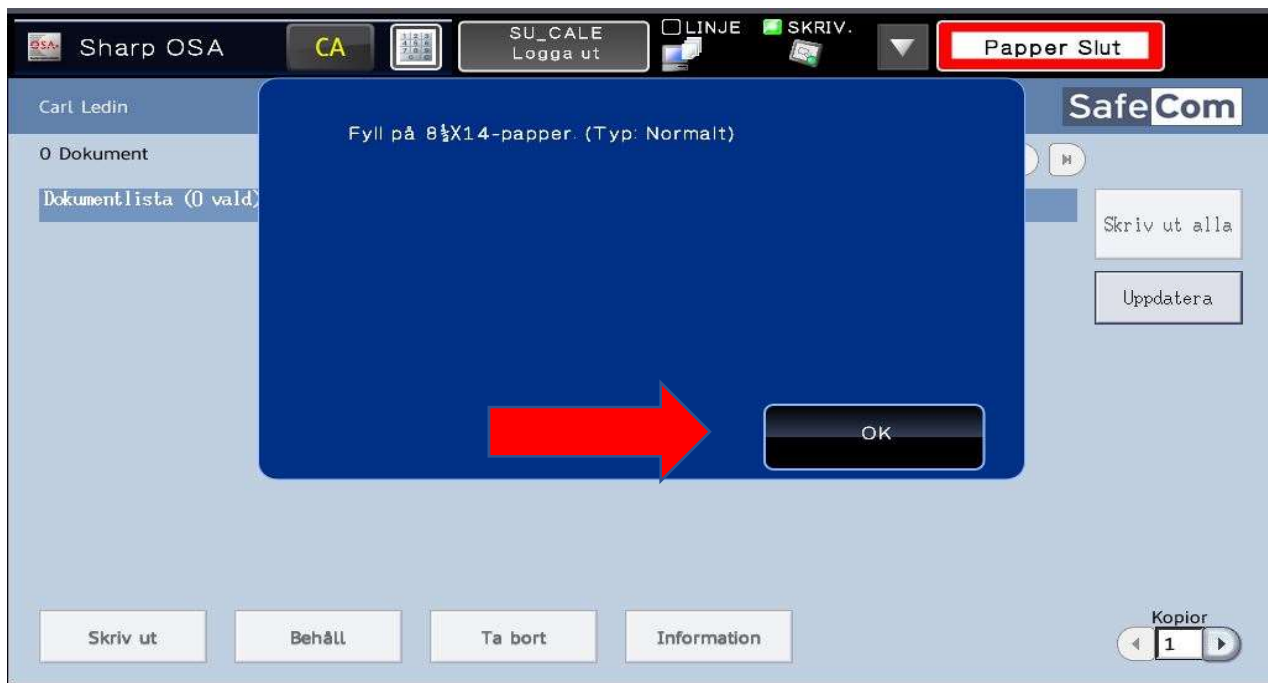 OSA Sharp OSA
CA
SU_CALE
Logga ut
LINJE
SKRIV.
Papper Slut
Carl Ledin
SafeCom
Fyll på 8½X14-papper. (Typ: Normalt)
0 Dokument
Dokumentlista (0 vald)
Skriv ut alla
Uppdatera
OK
Skriv ut
Behåll
Ta bort
Information
Kopior
1